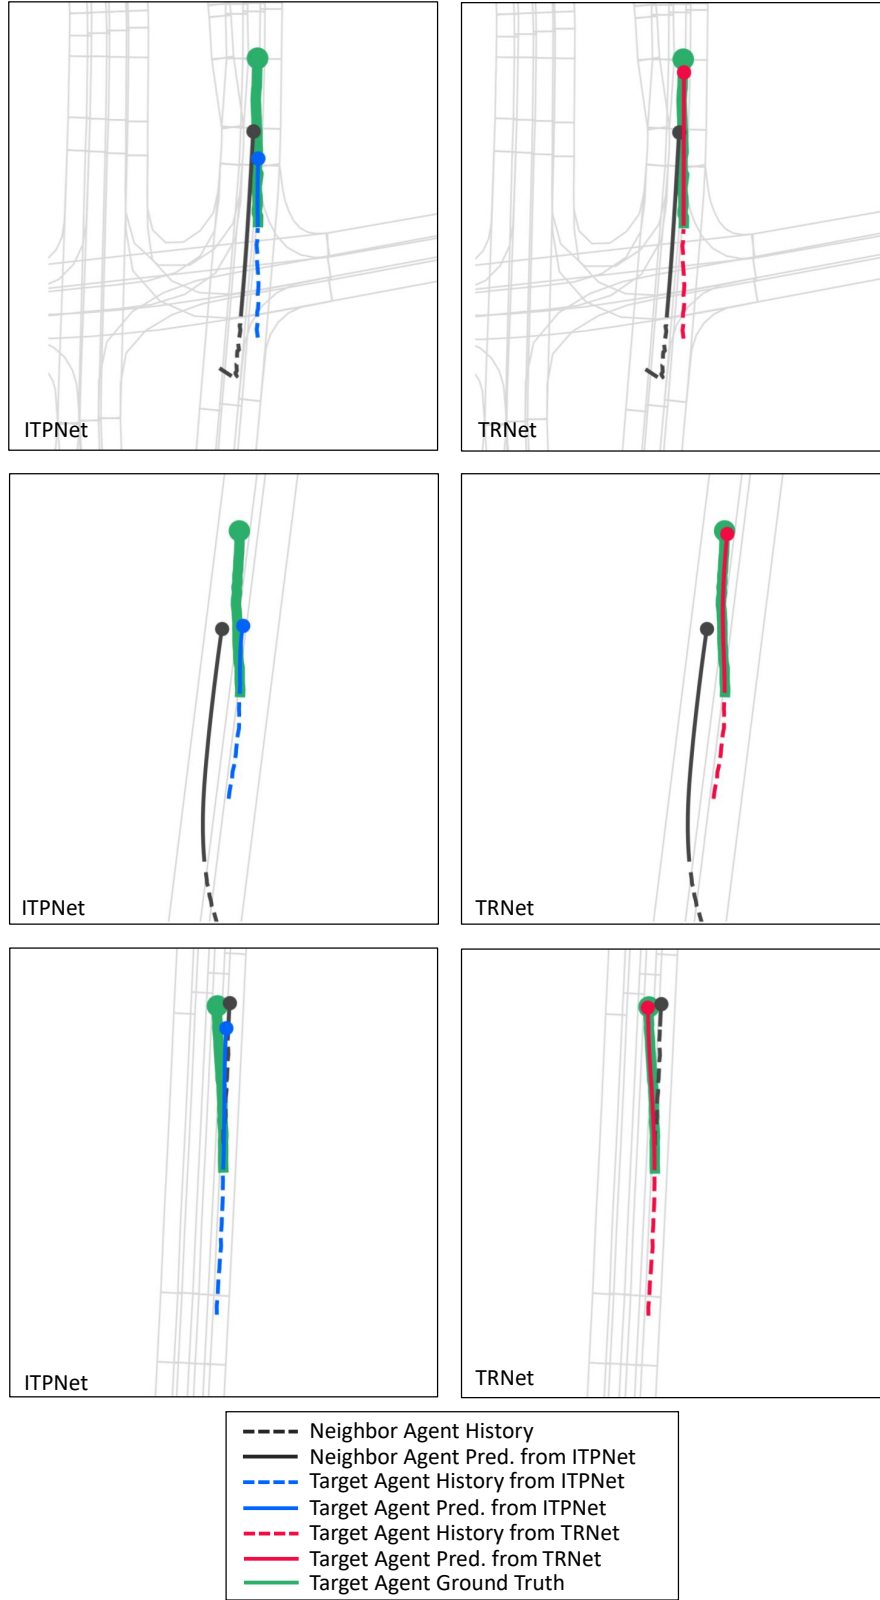 ITPNet
TRNet
ITPNet
TRNet
ITPNet
TRNet
Neighbor Agent History
Neighbor Agent Pred. from ITPNet
Target Agent History from ITPNet
Target Agent Pred. from ITPNet
Target Agent History from TRNet
Target Agent Pred. from TRNet
Target Agent Ground Truth